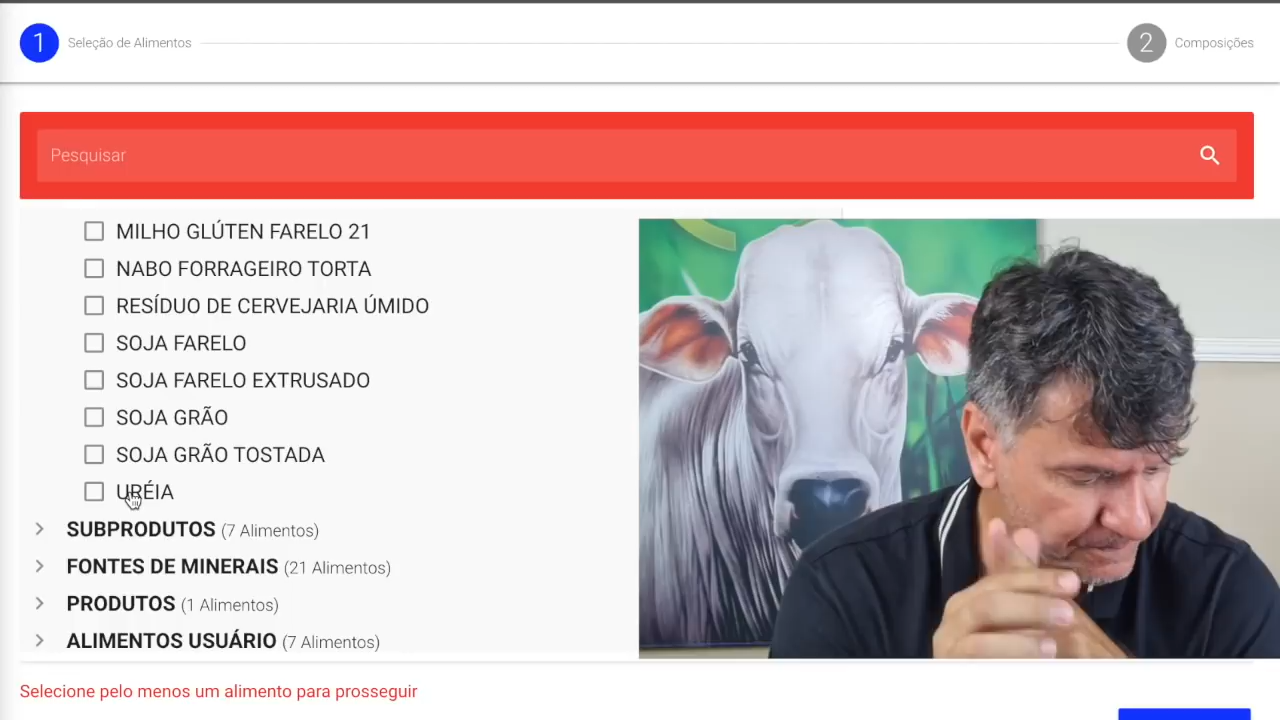 1 Seleção de Alimentos
2 Composições
Pesquisar
MILHO GLÚTEN FARELO 21
NABO FORRAGEIRO TORTA
RESÍDUO DE CERVEJARIA ÚMIDO
SOJA FARELO
SOJA FARELO EXTRUSADO
SOJA GRÃO
SOJA GRÃO TOSTADA
URÉIA
SUBPRODUTOS (7 Alimentos)
FONTES DE MINERAIS (21 Alimentos)
PRODUTOS (1 Alimentos)
ALIMENTOS USUÁRIO (7 Alimentos)
Selecione pelo menos um alimento para prosseguir